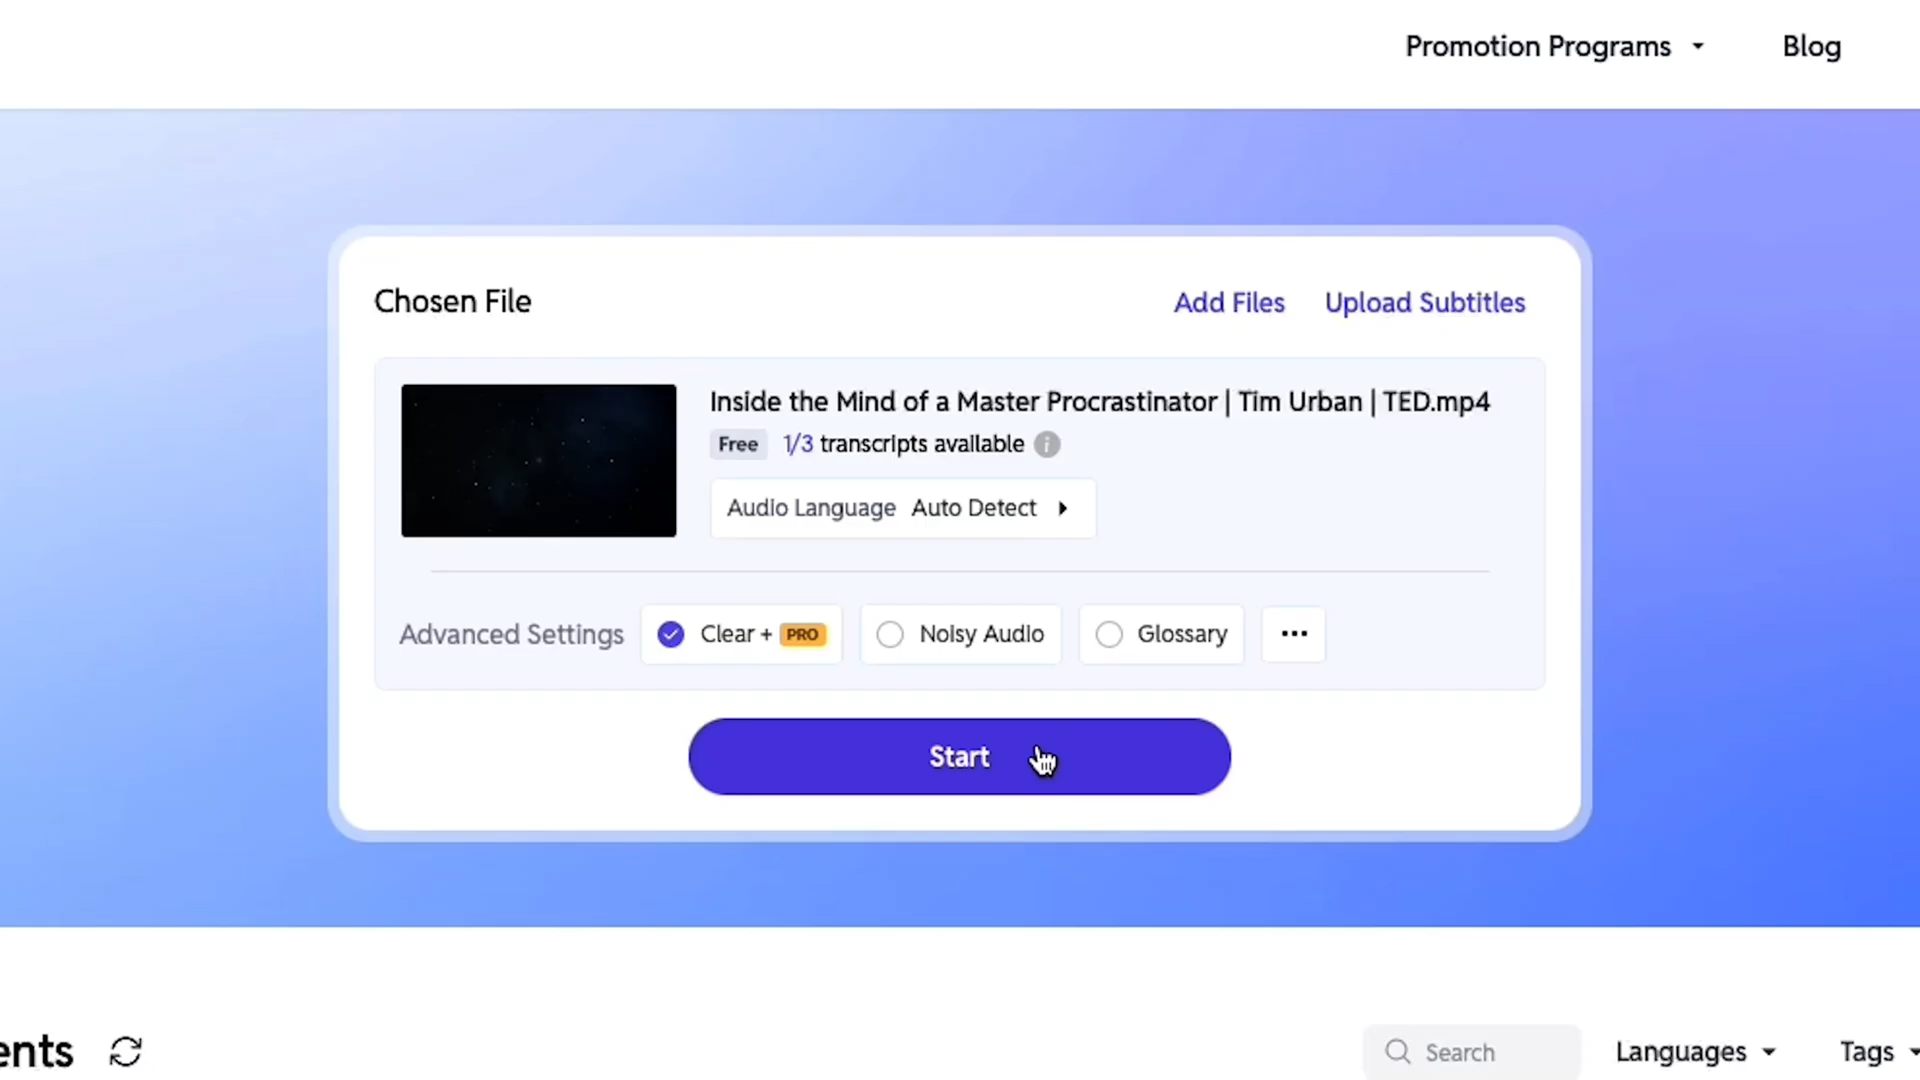 Promotion Programs
Blog
Chosen File
Add Files
Upload Subtitles
Inside the Mind of a Master Procrastinator | Tim Urban | TED.mp4
Free 1/3 transcripts available
Audio Language Auto Detect
Advanced Settings
Clear + PRO
Noisy Audio
Glossary
Start
ents
Search
Languages
Tags